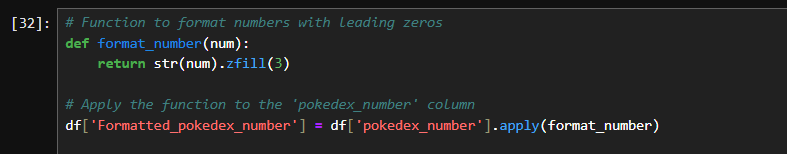 [32]: # Function to format numbers with leading zeros
def format_number(num):
    return str(num).zfill(3)

# Apply the function to the 'pokedex_number' column
df['Formatted_pokedex_number'] = df['pokedex_number'].apply(format_number)